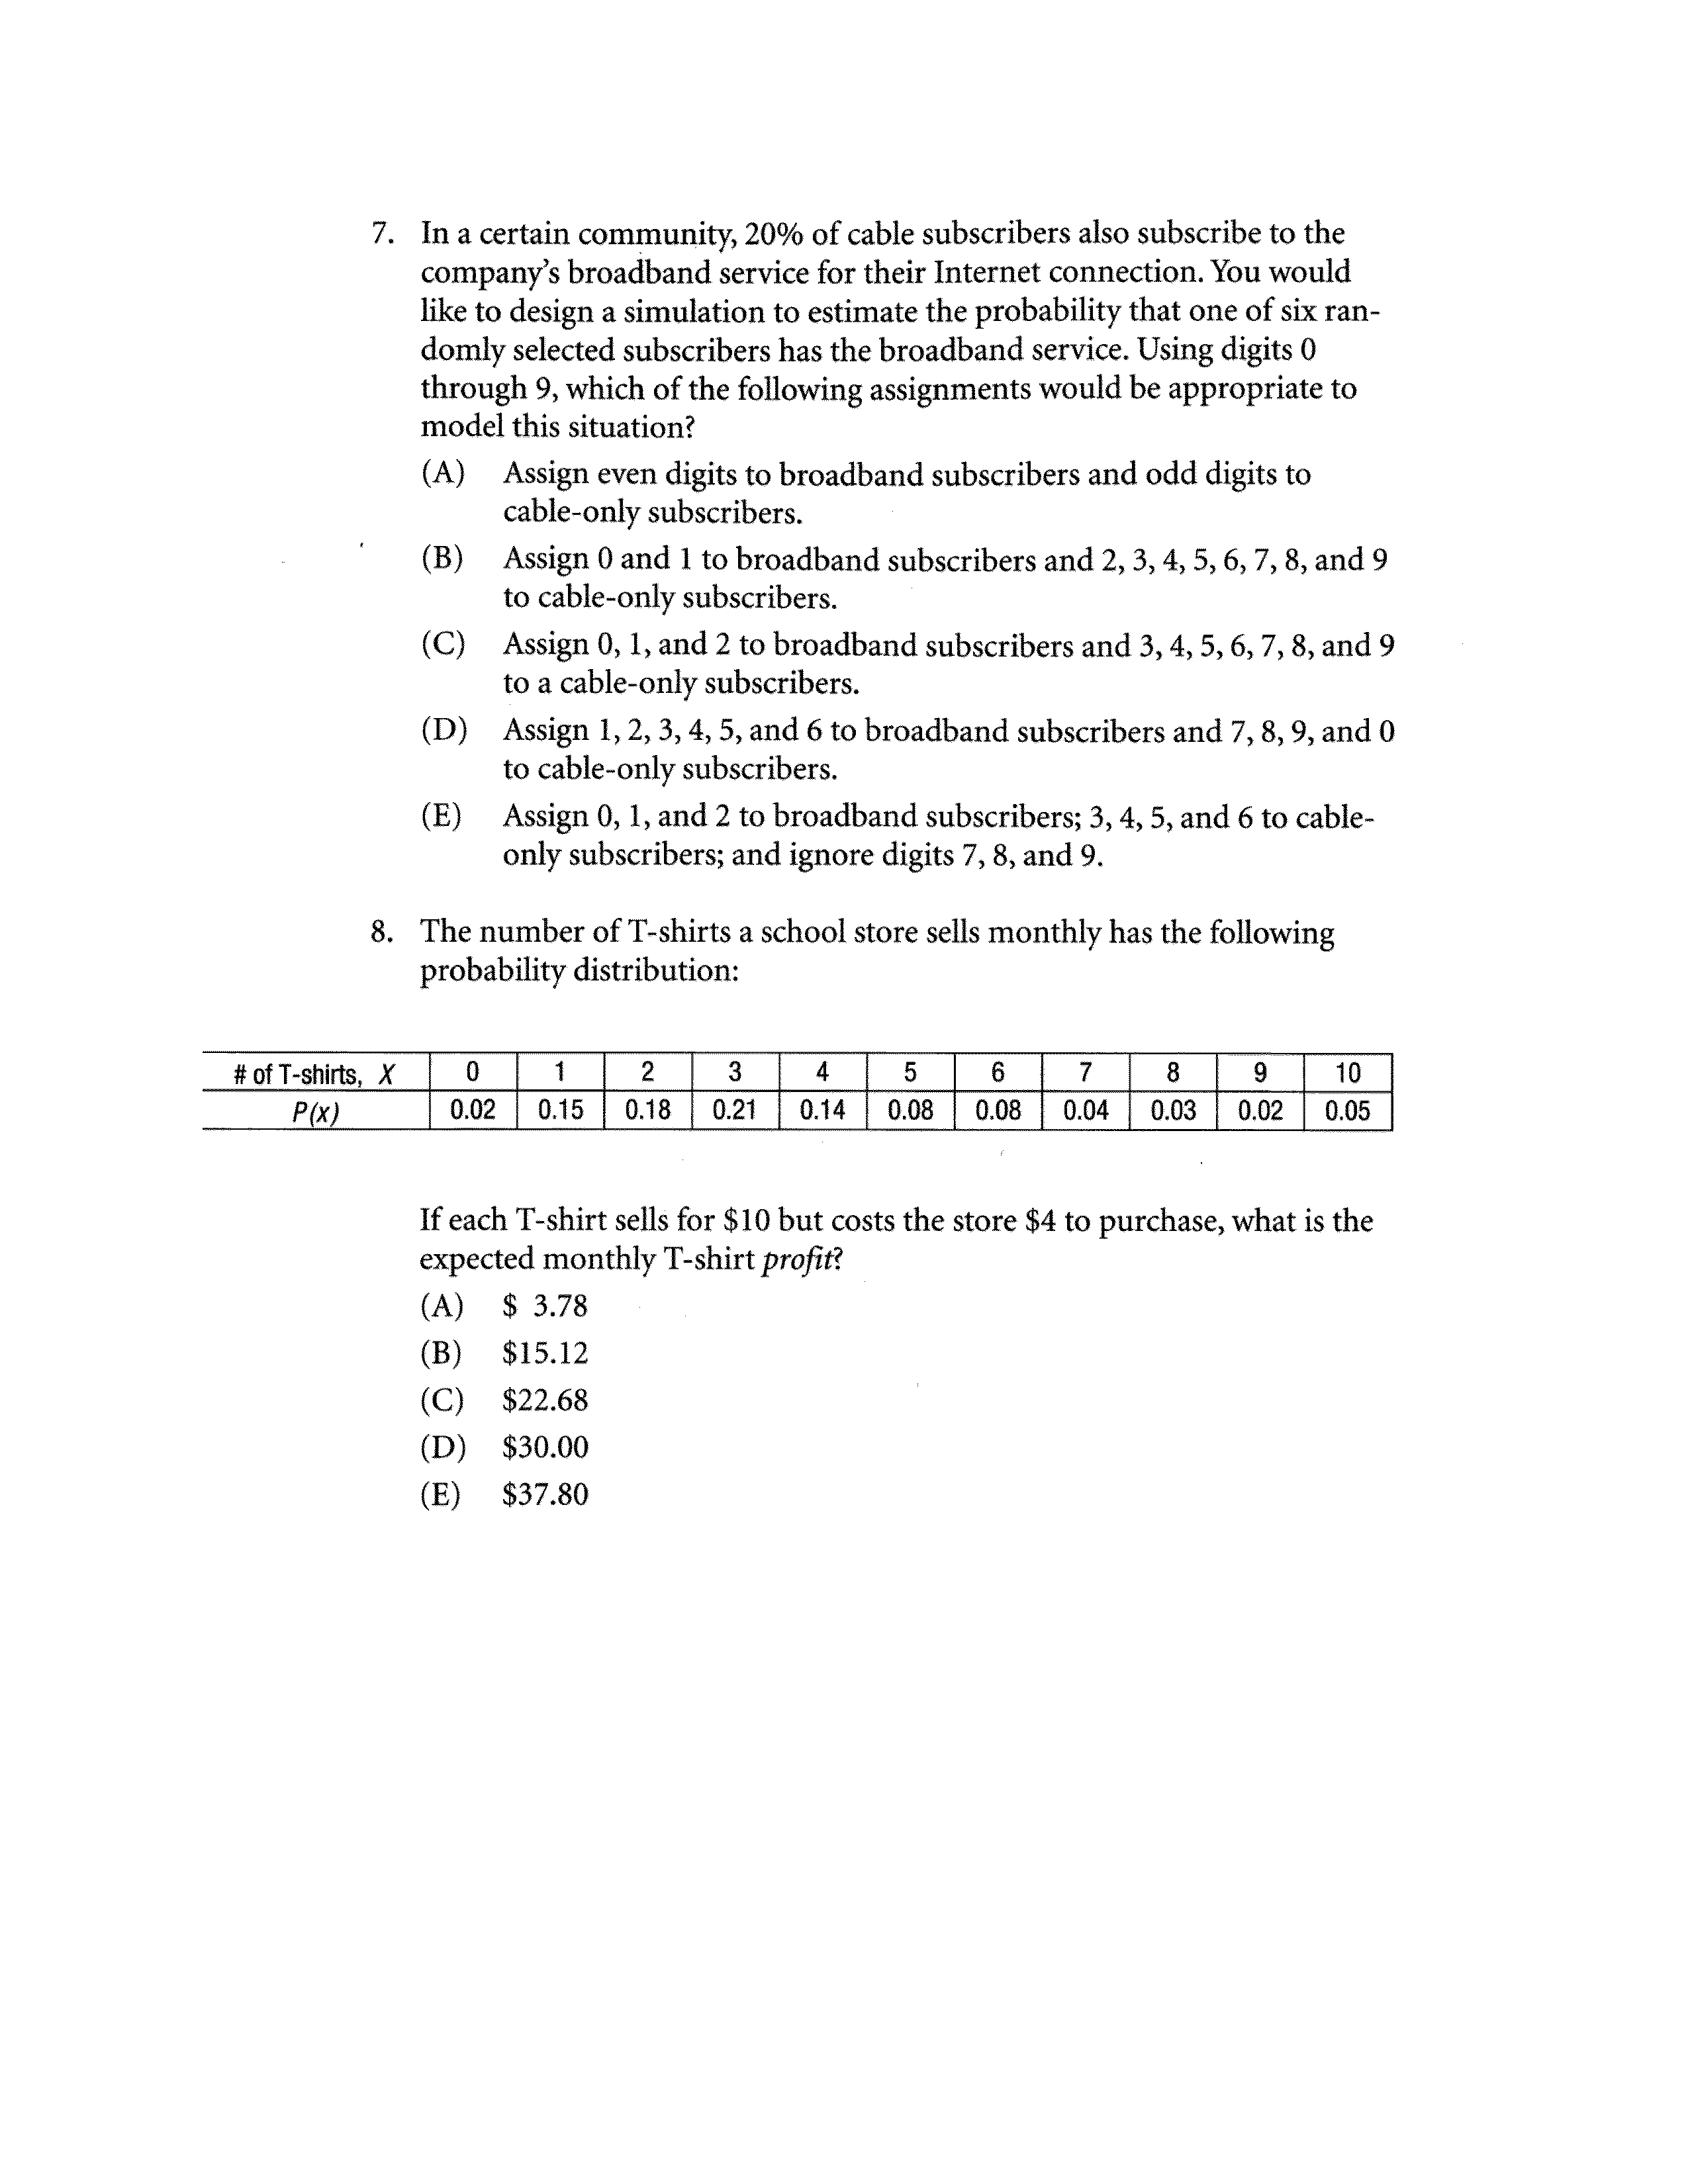 7. In a certain community, 20% of cable subscribers also subscribe to the
company's broadband service for their Internet connection. You would
like to design a simulation to estimate the probability that one of six ran-
domly selected subscribers has the broadband service. Using digits 0
through 9, which of the following assignments would be appropriate to
model this situation?
(A) Assign even digits to broadband subscribers and odd digits to
cable-only subscribers.
(B) Assign 0 and 1 to broadband subscribers and 2, 3, 4, 5, 6, 7, 8, and 9
to cable-only subscribers.
(C) Assign 0, 1, and 2 to broadband subscribers and 3, 4, 5, 6, 7, 8, and 9
to a cable-only subscribers.
(D) Assign 1, 2, 3, 4, 5, and 6 to broadband subscribers and 7, 8, 9, and 0
to cable-only subscribers.
(E) Assign 0, 1, and 2 to broadband subscribers; 3, 4, 5, and 6 to cable-
only subscribers; and ignore digits 7, 8, and 9.
8. The number of T-shirts a school store sells monthly has the following
probability distribution:
# of T-shirts, X 0 1 2 3 4 5 6 7 8 9 10
P(x) 0.02 0.15 0.18 0.21 0.14 0.08 0.08 0.04 0.03 0.02 0.05
If each T-shirt sells for $10 but costs the store $4 to purchase, what is the
expected monthly T-shirt profit?
(A) $ 3.78
(B) $15.12
(C) $22.68
(D) $30.00
(E) $37.80